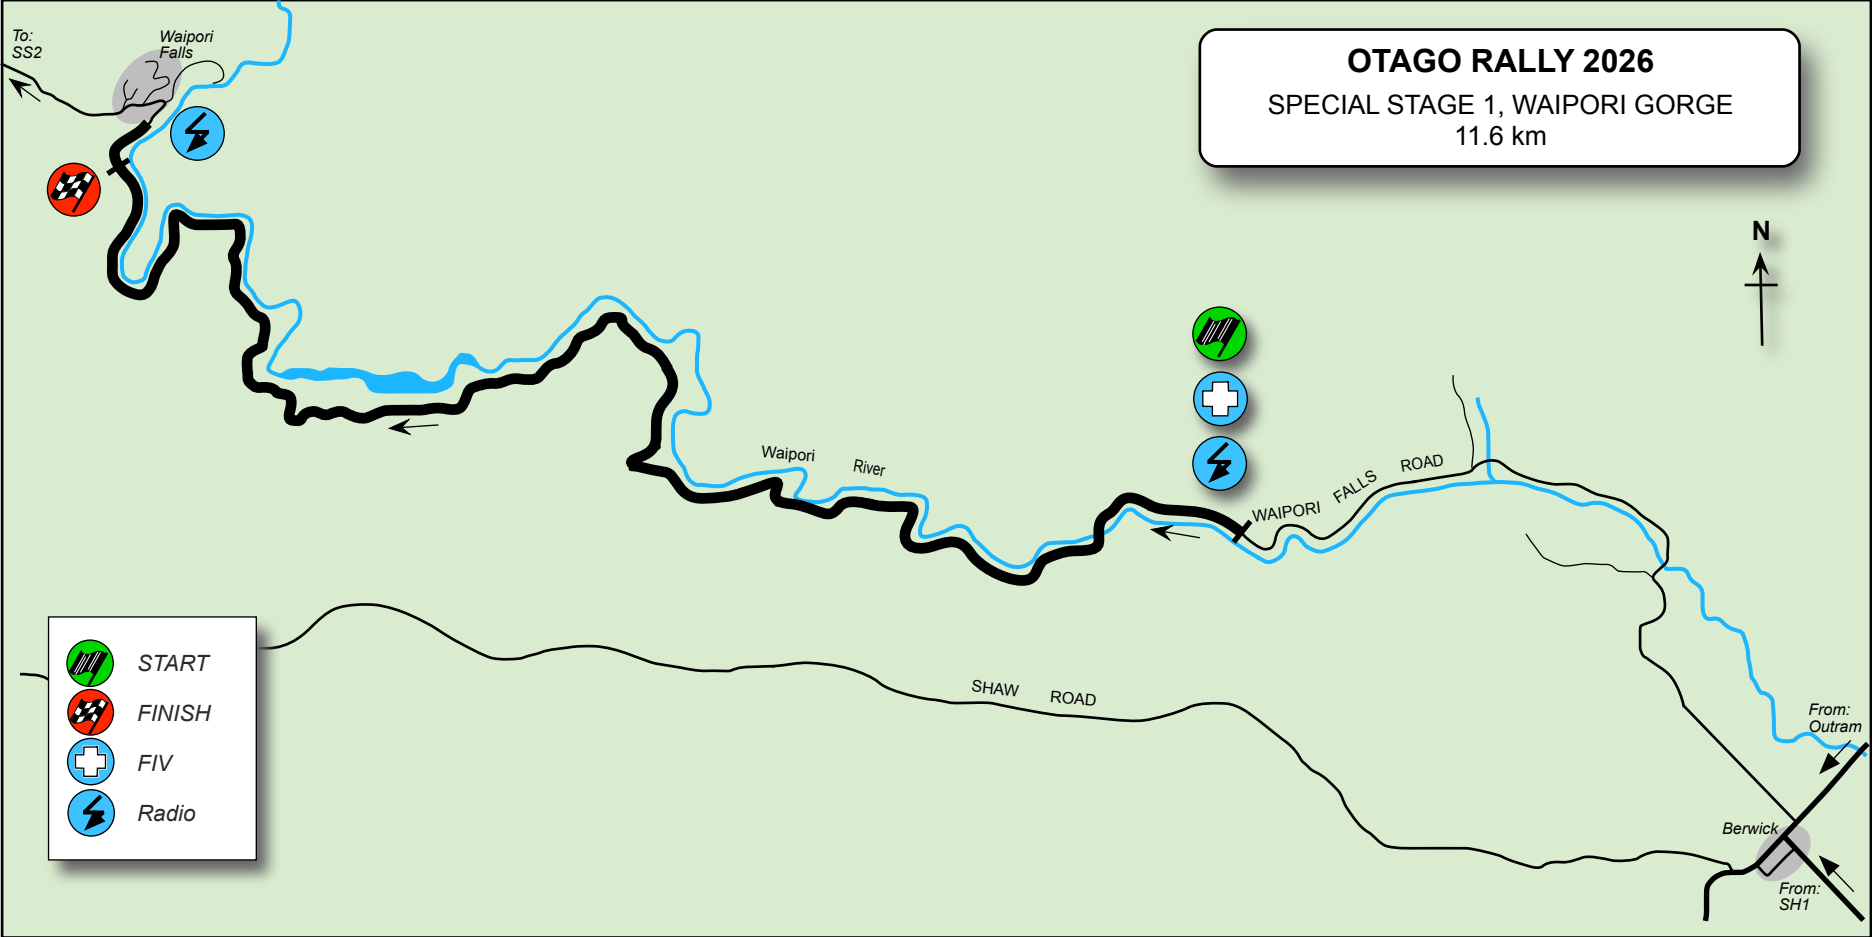 To:
SS2
Waipori
Falls
OTAGO RALLY 2026
SPECIAL STAGE 1, WAIPORI GORGE
11.6 km
N
Waipori River
WAIPORI FALLS ROAD
START
FINISH
FIV
Radio
SHAW ROAD
From:
Outram
Berwick
From:
SH1